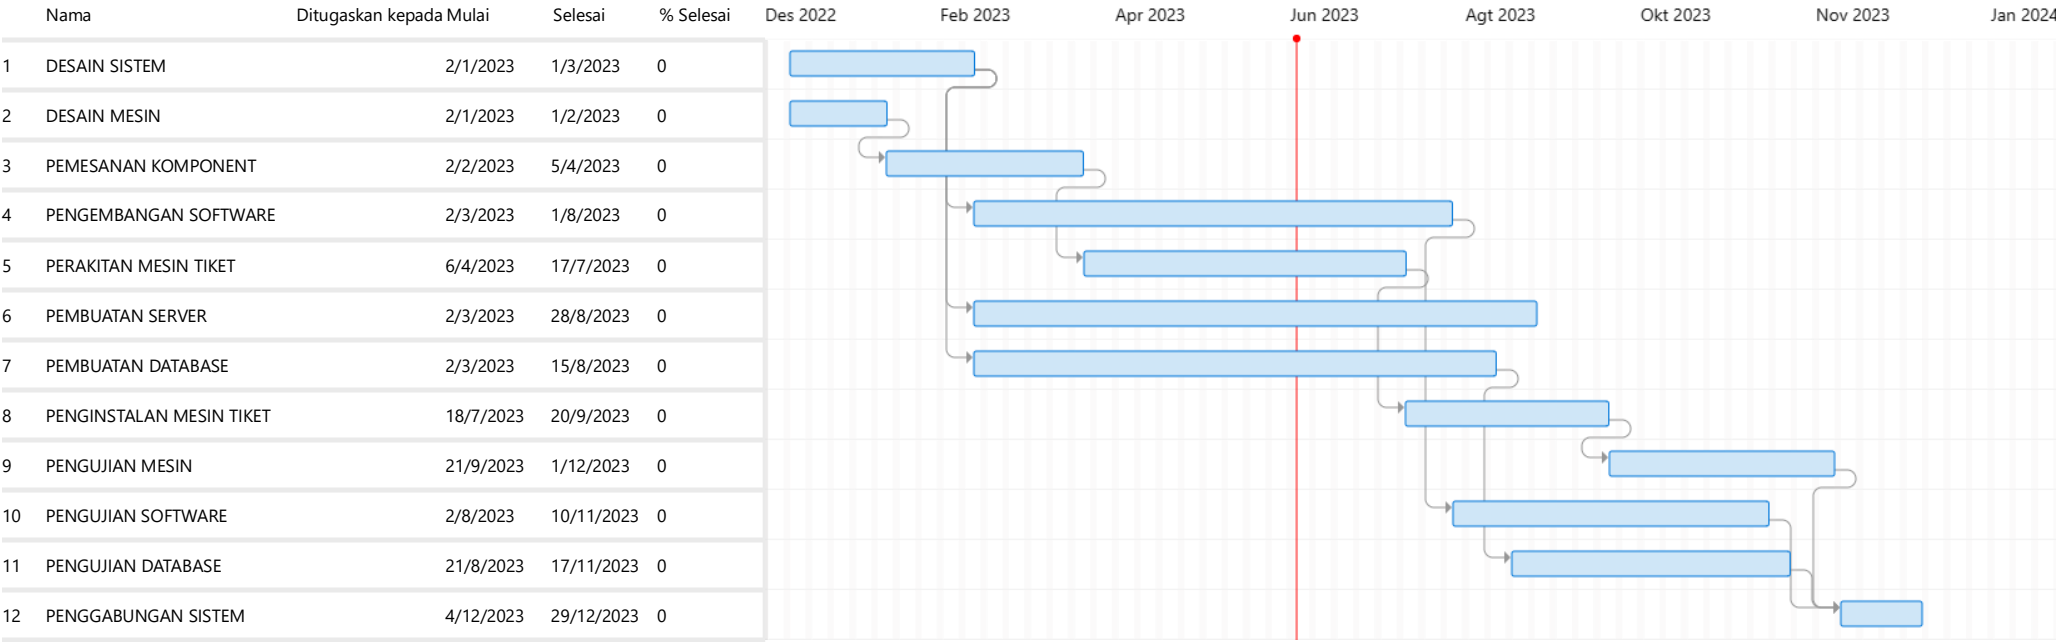 Nama Ditugaskan kepada Mulai Selesai % Selesai Des 2022 Feb 2023 Apr 2023 Jun 2023 Agt 2023 Okt 2023 Nov 2023 Jan 2024
1 DESAIN SISTEM 2/1/2023 1/3/2023 0
2 DESAIN MESIN 2/1/2023 1/2/2023 0
3 PEMESANAN KOMPONENT 2/2/2023 5/4/2023 0
4 PENGEMBANGAN SOFTWARE 2/3/2023 1/8/2023 0
5 PERAKITAN MESIN TIKET 6/4/2023 17/7/2023 0
6 PEMBUATAN SERVER 2/3/2023 28/8/2023 0
7 PEMBUATAN DATABASE 2/3/2023 15/8/2023 0
8 PENGINSTALAN MESIN TIKET 18/7/2023 20/9/2023 0
9 PENGUJIAN MESIN 21/9/2023 1/12/2023 0
10 PENGUJIAN SOFTWARE 2/8/2023 10/11/2023 0
11 PENGUJIAN DATABASE 21/8/2023 17/11/2023 0
12 PENGGABUNGAN SISTEM 4/12/2023 29/12/2023 0